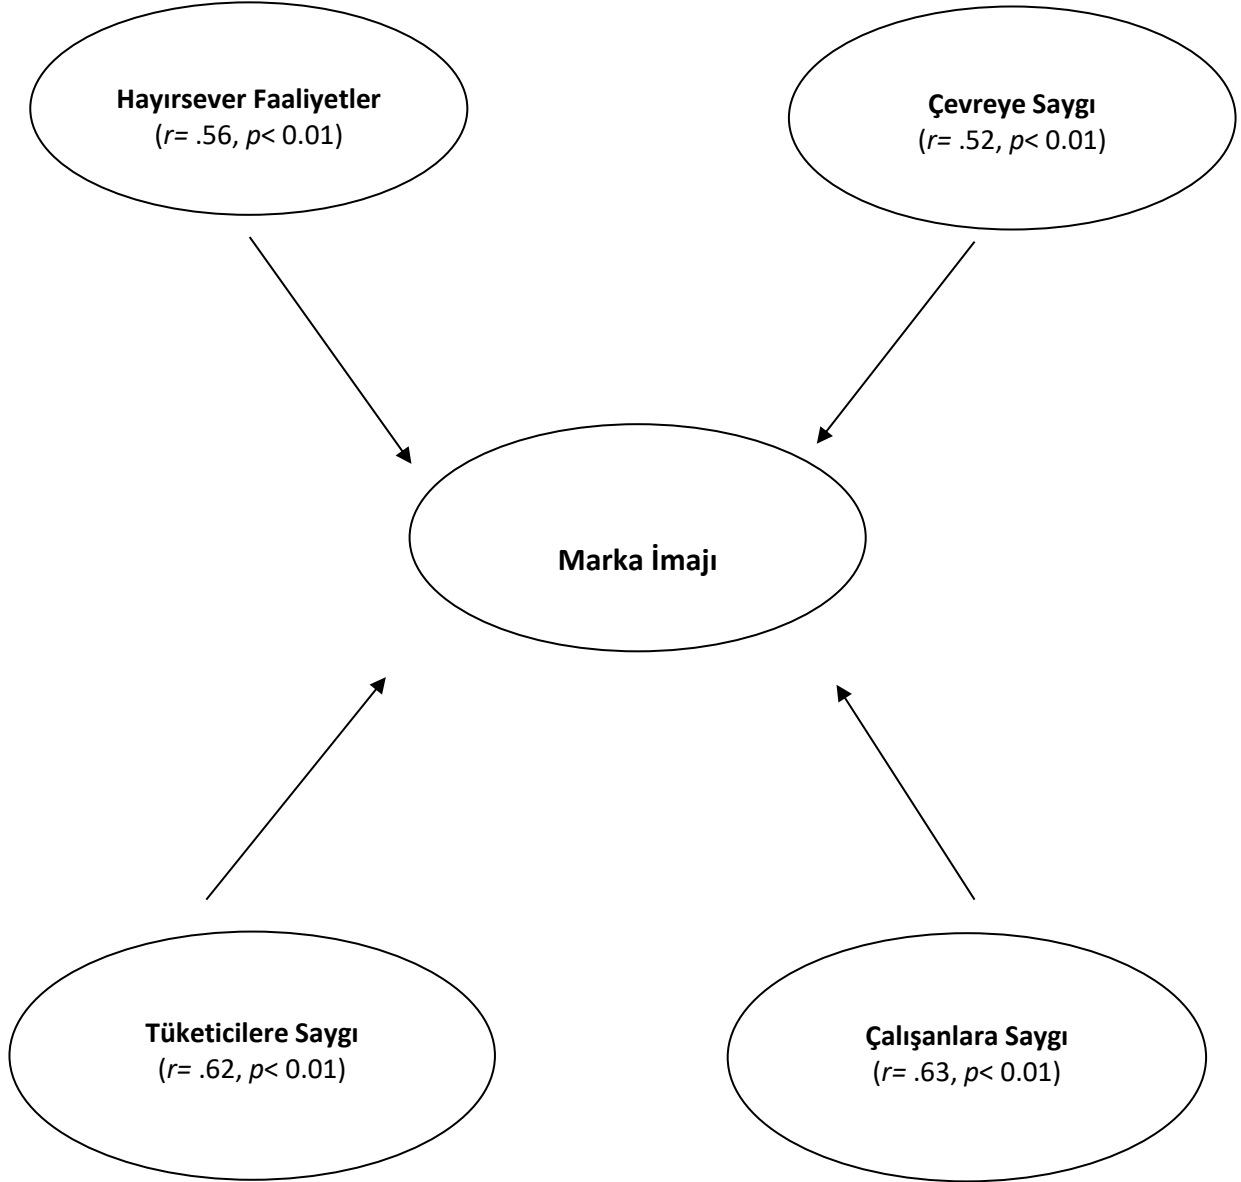 Hayırsever Faaliyetler
(r= .56, p< 0.01)
Çevreye Saygı
(r= .52, p< 0.01)
Marka İmajı
Tüketicilere Saygı
(r= .62, p< 0.01)
Çalışanlara Saygı
(r= .63, p< 0.01)